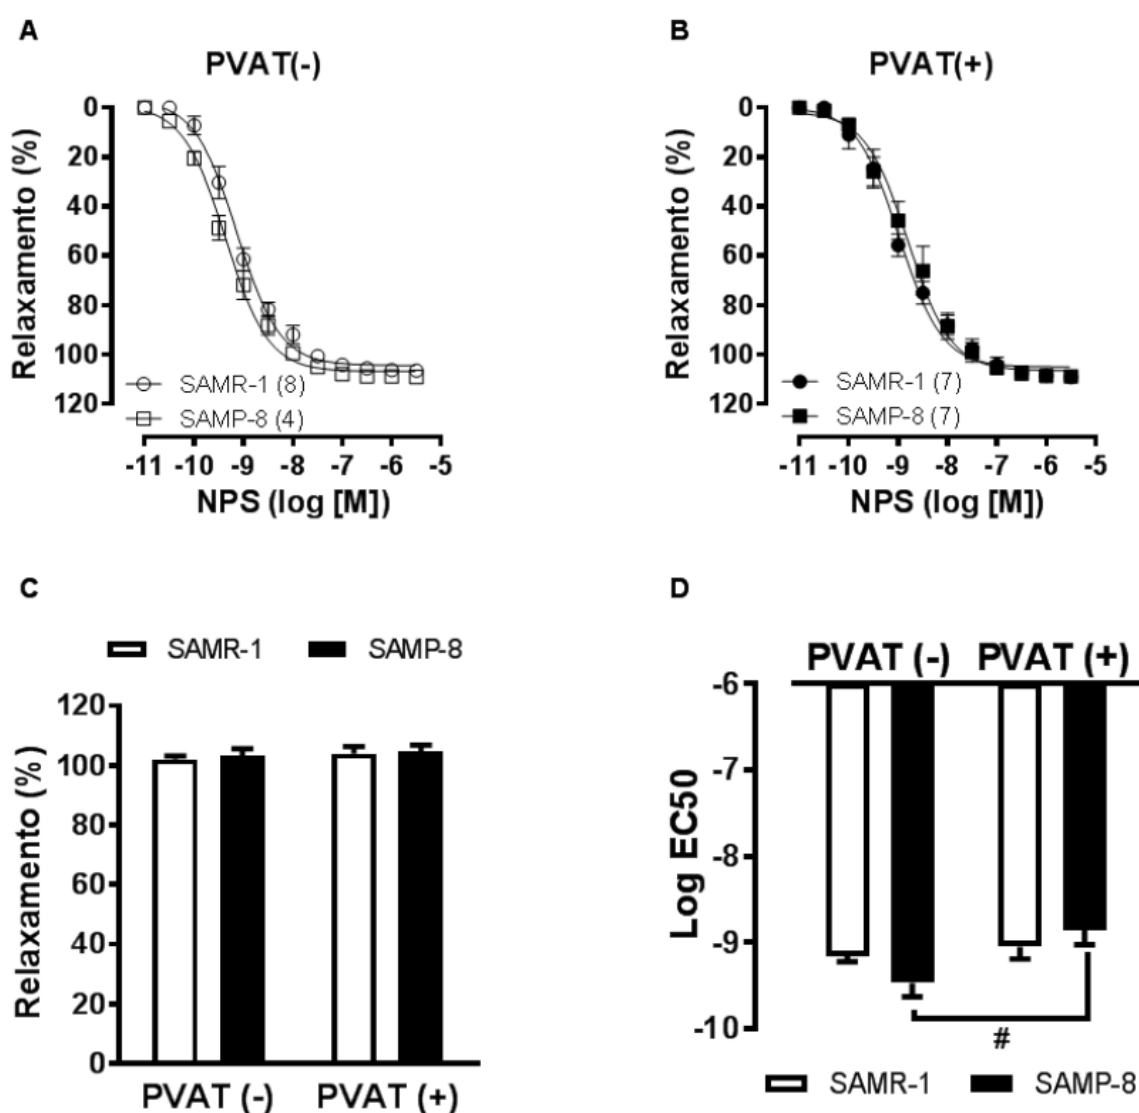 A
PVAT(-)
Relaxamento (%)
0
20
40
60
80
100
120
SAMR-1 (8)
SAMP-8 (4)
-11 -10 -9 -8 -7 -6 -5
NPS (log [M])
B
PVAT(+)
Relaxamento (%)
0
20
40
60
80
100
120
SAMR-1 (7)
SAMP-8 (7)
-11 -10 -9 -8 -7 -6 -5
NPS (log [M])
C
SAMR-1 SAMP-8
Relaxamento (%)
120
100
80
60
40
20
0
PVAT (-) PVAT (+)
D
PVAT (-) PVAT (+)
Log EC50
-6
-7
-8
-9
-10
#
SAMR-1 SAMP-8